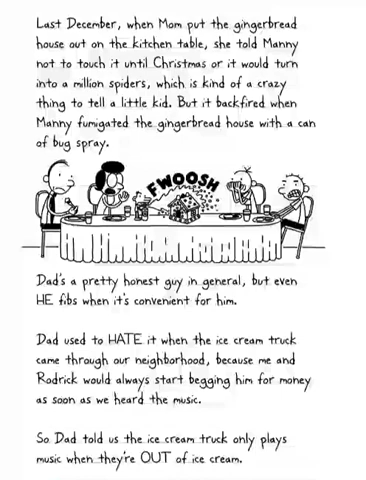 Last December, when Mom put the gingerbread
house out on the kitchen table, she told Manny
not to touch it until Christmas or it would turn
into a million spiders, which is kind of a crazy
thing to tell a little kid. But it backfired when
Manny fumigated the gingerbread house with a can
of bug spray.
FWOOSH
Dad's a pretty honest guy in general, but even
HE fibs when it's convenient for him.
Dad used to HATE it when the ice cream truck
came through our neighborhood, because me and
Rodrick would always start begging him for money
as soon as we heard the music.
So Dad told us the ice cream truck only plays
music when they're OUT of ice cream.